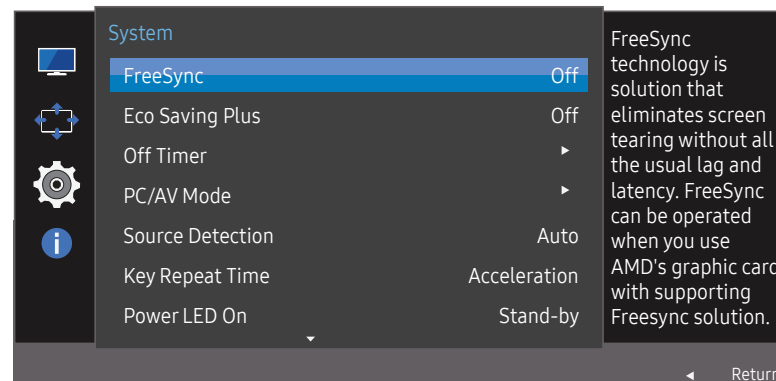 System
FreeSync Off
Eco Saving Plus Off
Off Timer
PC/AV Mode
Source Detection Auto
Key Repeat Time Acceleration
Power LED On Stand-by
FreeSync
technology is
solution that
eliminates screen
tearing without all
the usual lag and
latency. FreeSync
can be operated
when you use
AMD's graphic card
with supporting
Freesync solution.
Return